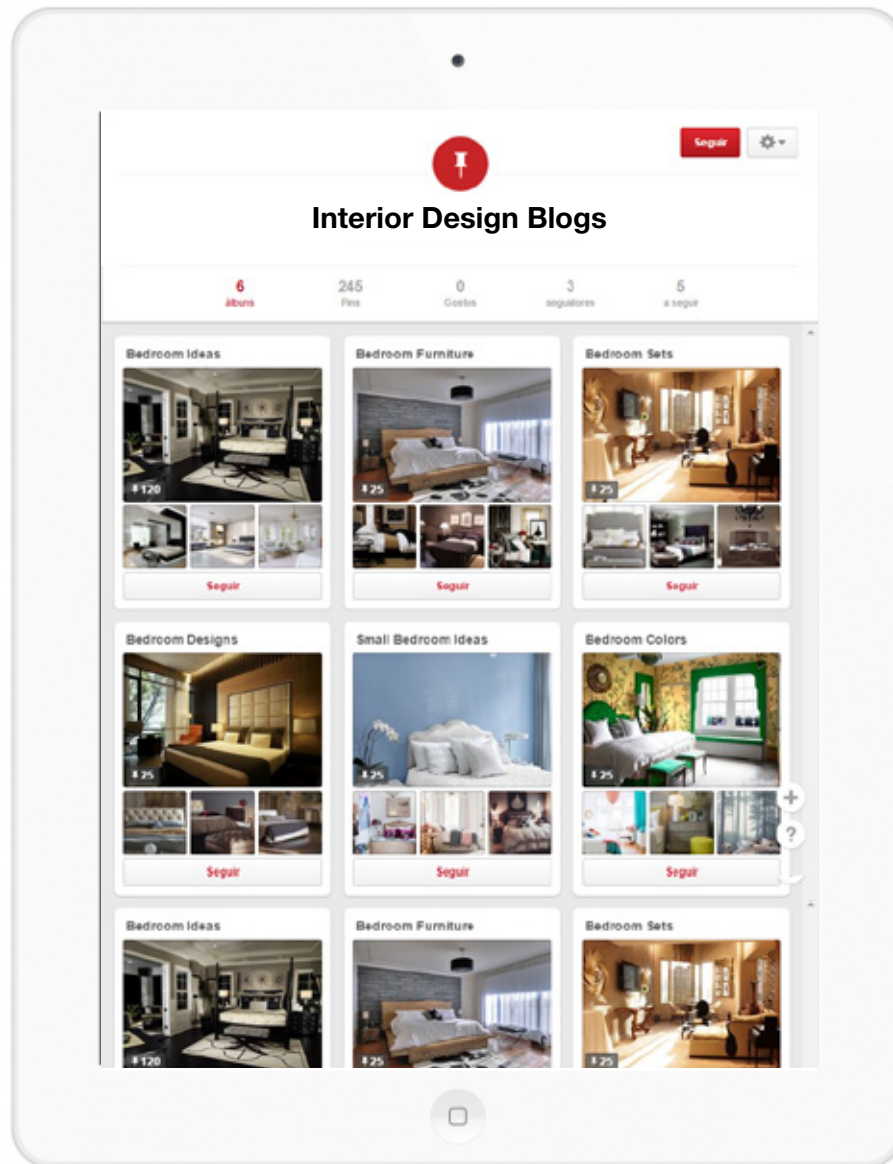 Seguir
Interior Design Blogs
6 245 0 3 5
álbuns Pins Gostos seguidores a seguir
Bedroom Ideas Bedroom Furniture Bedroom Sets
120 25 25
Seguir Seguir Seguir
Bedroom Designs Small Bedroom Ideas Bedroom Colors
25 25 25
+
?
Seguir Seguir Seguir
Bedroom Ideas Bedroom Furniture Bedroom Sets
120 25 25